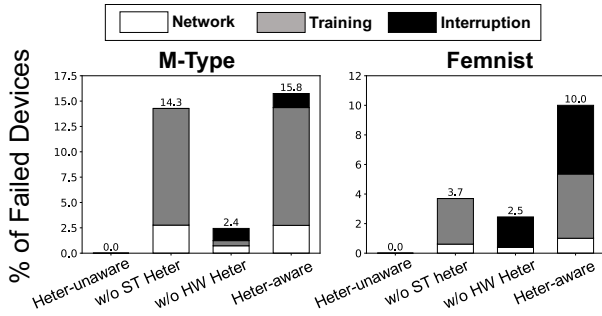 Network Training Interruption
M-Type Femnist
% of Failed Devices
17.5
15.0
12.5
10.0
7.5
5.0
2.5
0.0
0.0
14.3
2.4
15.8
Heter-unaware
w/o ST Heter
w/o HW Heter
Heter-aware
12
10
8
6
4
2
0
0.0
3.7
2.5
10.0
Heter-unaware
w/o ST heter
w/o HW Heter
Heter-aware